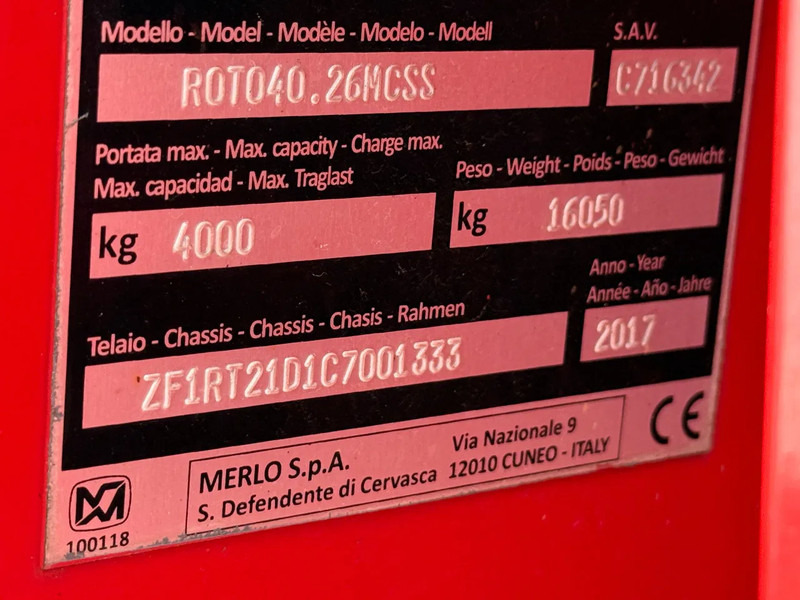 Modello - Model - Modèle - Modelo - Modell
S.A.V.
ROTO40.26MCSS
C716342
Portata max. - Max. capacity - Charge max.
Max. capacidad - Max. Traglast
Peso - Weight - Poids - Peso - Gewicht
kg 4000
kg 16050
Anno - Year
Année - Año - Jahre
Telaio - Chassis - Chassis - Chasis - Rahmen
2017
ZF1RT21D1C7001333
CE
MERLO S.p.A.
Via Nazionale 9
S. Defendente di Cervasca
12010 CUNEO - ITALY
100118